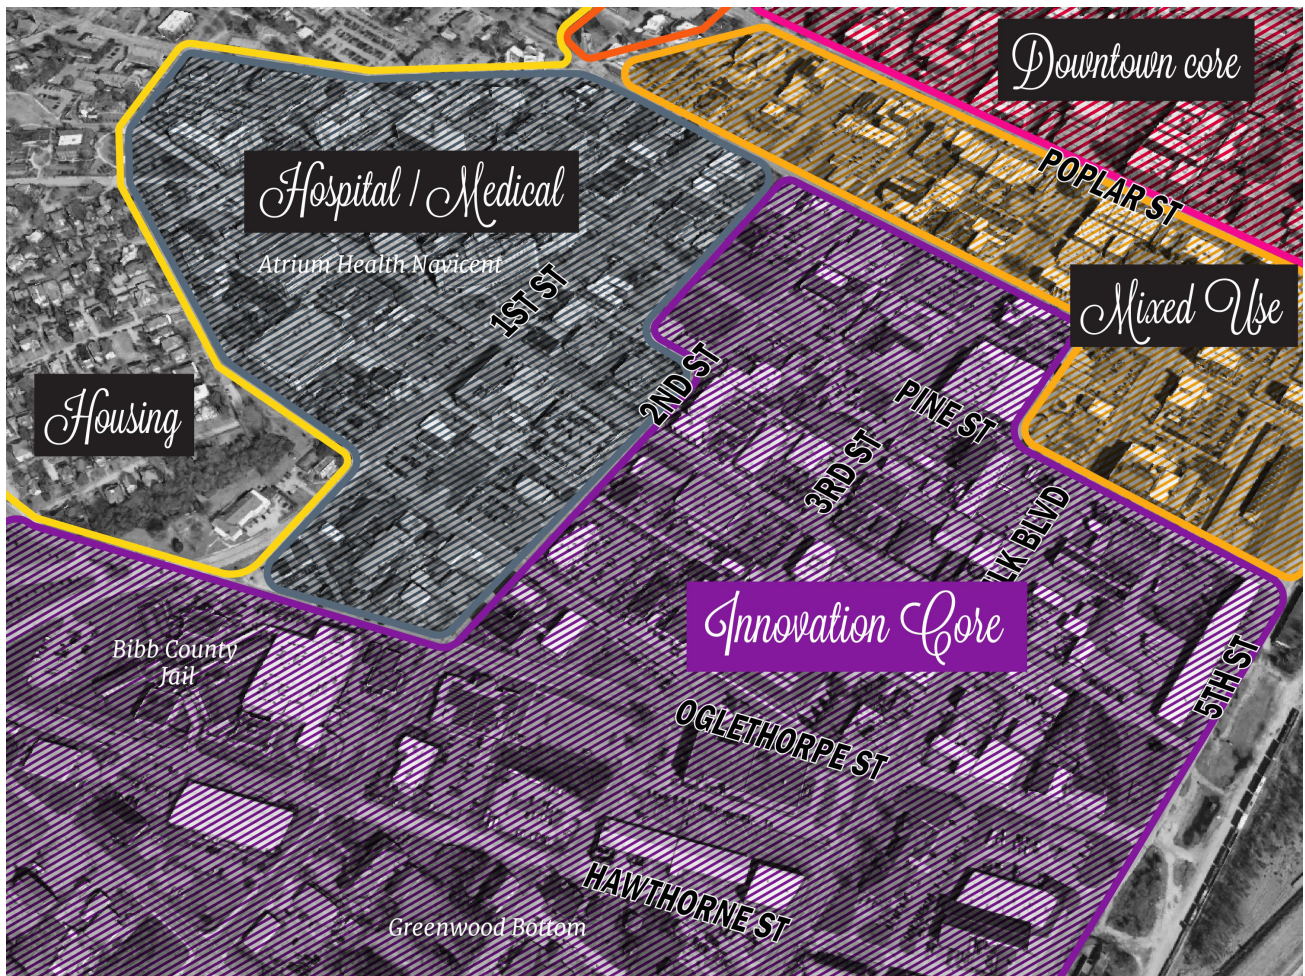 Downtown core
POPLAR ST
Hospital / Medical
Atrium Health Navicent
1ST ST
Mixed Use
2ND ST
PINE ST
Housing
3RD ST
BLVD
Innovation Core
Bibb County
Jail
5TH ST
OGLETHORPE ST
HAWTHORNE ST
Greenwood Bottom